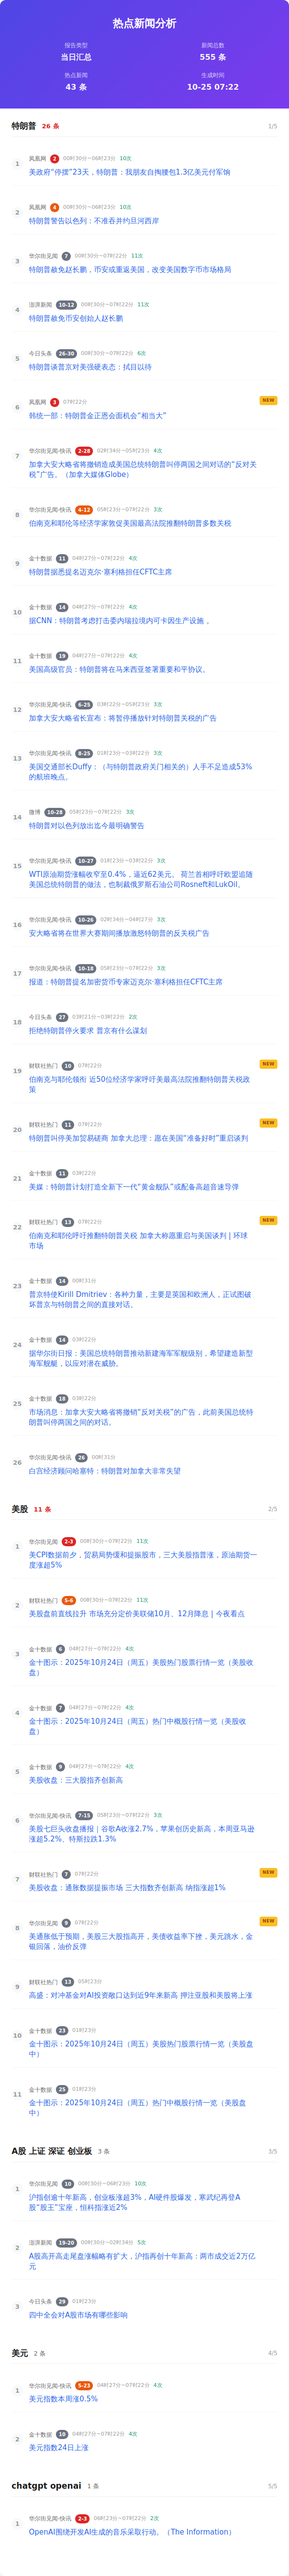 热点新闻分析
报告类型
当日汇总
新闻总数
555 条
热点新闻
43 条
生成时间
10-25 07:22
特朗普 26 条 1/5
1
凤凰网 2 00时30分~06时23分 10次
美政府“停摆”23天，特朗普：我朋友自掏腰包1.3亿美元付军饷
2
凤凰网 4 00时30分~06时23分 10次
特朗普警告以色列：不准吞并约旦河西岸
3
华尔街见闻 7 00时30分~07时22分 11次
特朗普赦免赵长鹏，币安或重返美国，改变美国数字币市场格局
4
澎湃新闻 10-12 00时30分~07时22分 11次
特朗普赦免币安创始人赵长鹏
5
今日头条 26-30 00时30分~07时22分 6次
特朗普谈普京对美强硬表态：拭目以待
6
凤凰网 3 07时22分 NEW
韩统一部：特朗普金正恩会面机会“相当大”
7
华尔街见闻-快讯 2-28 02时34分~05时23分 4次
加拿大安大略省将撤销造成美国总统特朗普叫停两国之间对话的“反对关
税”广告。（加拿大媒体Globe）
8
华尔街见闻-快讯 4-12 05时23分~07时22分 3次
伯南克和耶伦等经济学家敦促美国最高法院推翻特朗普多数关税
9
金十数据 11 04时27分~07时22分 4次
特朗普据悉提名迈克尔·塞利格担任CFTC主席
10
金十数据 14 04时27分~07时22分 4次
据CNN：特朗普考虑打击委内瑞拉境内可卡因生产设施 。
11
金十数据 19 04时27分~07时22分 4次
美国高级官员：特朗普将在马来西亚签署重要和平协议。
12
华尔街见闻-快讯 6-25 03时22分~05时23分 3次
加拿大安大略省长宣布：将暂停播放针对特朗普关税的广告
13
华尔街见闻-快讯 8-25 01时23分~03时22分 3次
美国交通部长Duffy：（与特朗普政府关门相关的）人手不足造成53%
的航班晚点。
14
微博 10-28 05时23分~07时22分 3次
特朗普对以色列放出迄今最明确警告
15
华尔街见闻-快讯 10-27 01时23分~03时22分 3次
WTI原油期货涨幅收窄至0.4%，逼近62美元。 荷兰首相呼吁欧盟追随
美国总统特朗普的做法，也制裁俄罗斯石油公司Rosneft和LukOil。
16
华尔街见闻-快讯 10-26 02时34分~04时27分 3次
安大略省将在世界大赛期间播放激怒特朗普的反关税广告
17
华尔街见闻-快讯 10-18 05时23分~07时22分 3次
报道：特朗普提名加密货币专家迈克尔·塞利格担任CFTC主席
18
今日头条 27 03时21分~03时22分 2次
拒绝特朗普停火要求 普京有什么谋划
19
财联社热门 10 07时22分 NEW
伯南克与耶伦领衔 近50位经济学家呼吁美最高法院推翻特朗普关税政
策
20
财联社热门 11 07时22分 NEW
特朗普叫停美加贸易磋商 加拿大总理：愿在美国“准备好时”重启谈判
21
金十数据 11 03时22分
美媒：特朗普计划打造全新下一代“黄金舰队”或配备高超音速导弹
22
财联社热门 13 07时22分 NEW
伯南克和耶伦呼吁推翻特朗普关税 加拿大称愿重启与美国谈判 | 环球
市场
23
金十数据 14 00时31分
普京特使Kirill Dmitriev：各种力量，主要是英国和欧洲人，正试图破
坏普京与特朗普之间的直接对话。
24
金十数据 14 03时22分
据华尔街日报：美国总统特朗普推动新建海军军舰级别，希望建造新型
海军舰艇，以应对潜在威胁。
25
金十数据 18 03时22分
市场消息：加拿大安大略省将撤销“反对关税”的广告，此前美国总统特
朗普叫停两国之间的对话。
26
华尔街见闻-快讯 26 00时31分
白宫经济顾问哈塞特：特朗普对加拿大非常失望
美股 11 条 2/5
1
华尔街见闻 2-3 00时30分~07时22分 11次
美CPI数据前夕，贸易局势缓和提振股市，三大美股指普涨，原油期货一
度涨超5%
2
财联社热门 5-6 00时30分~07时22分 11次
美股盘前直线拉升 市场充分定价美联储10月、12月降息 | 今夜看点
3
金十数据 6 04时27分~07时22分 4次
金十图示：2025年10月24日（周五）美股热门股票行情一览（美股收
盘）
4
金十数据 7 04时27分~07时22分 4次
金十图示：2025年10月24日（周五）热门中概股行情一览（美股收
盘）
5
金十数据 9 04时27分~07时22分 4次
美股收盘：三大股指齐创新高
6
华尔街见闻-快讯 7-15 05时23分~07时22分 3次
美股七巨头收盘播报｜谷歌A收涨2.7%，苹果创历史新高，本周亚马逊
涨超5.2%、特斯拉跌1.3%
7
财联社热门 7 07时22分 NEW
美股收盘：通胀数据提振市场 三大指数齐创新高 纳指涨超1%
8
华尔街见闻 9 07时22分 NEW
美通胀低于预期，美股三大股指高开，美债收益率下挫，美元跳水，金
银回落，油价反弹
9
财联社热门 13 05时23分
高盛：对冲基金对AI投资敞口达到近9年来新高 押注亚股和美股将上涨
10
金十数据 23 01时23分
金十图示：2025年10月24日（周五）美股热门股票行情一览（美股盘
中）
11
金十数据 25 01时23分
金十图示：2025年10月24日（周五）热门中概股行情一览（美股盘
中）
A股 上证 深证 创业板 3 条 3/5
1
华尔街见闻 10 00时30分~06时23分 10次
沪指创逾十年新高，创业板涨超3%，AI硬件股爆发，寒武纪再登A
股“股王”宝座，恒科指涨近2%
2
澎湃新闻 19-20 00时30分~02时34分 5次
A股高开高走尾盘涨幅略有扩大，沪指再创十年新高：两市成交近2万亿
元
3
今日头条 29 01时23分
四中全会对A股市场有哪些影响
美元 2 条 4/5
1
华尔街见闻-快讯 5-23 04时27分~07时22分 4次
美元指数本周涨0.5%
2
金十数据 10 04时27分~07时22分 4次
美元指数24日上涨
chatgpt openai 1 条 5/5
1
华尔街见闻-快讯 2-3 06时23分~07时22分 2次
OpenAI围绕开发AI生成的音乐采取行动。（The Information）